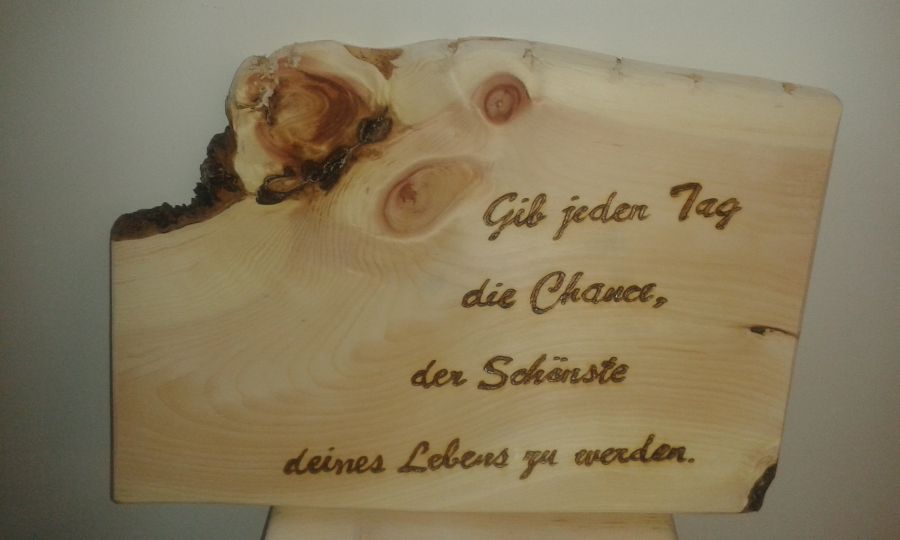 Gib jeden Tag
die Chance,
der Schönste
deines Lebens zu werden.